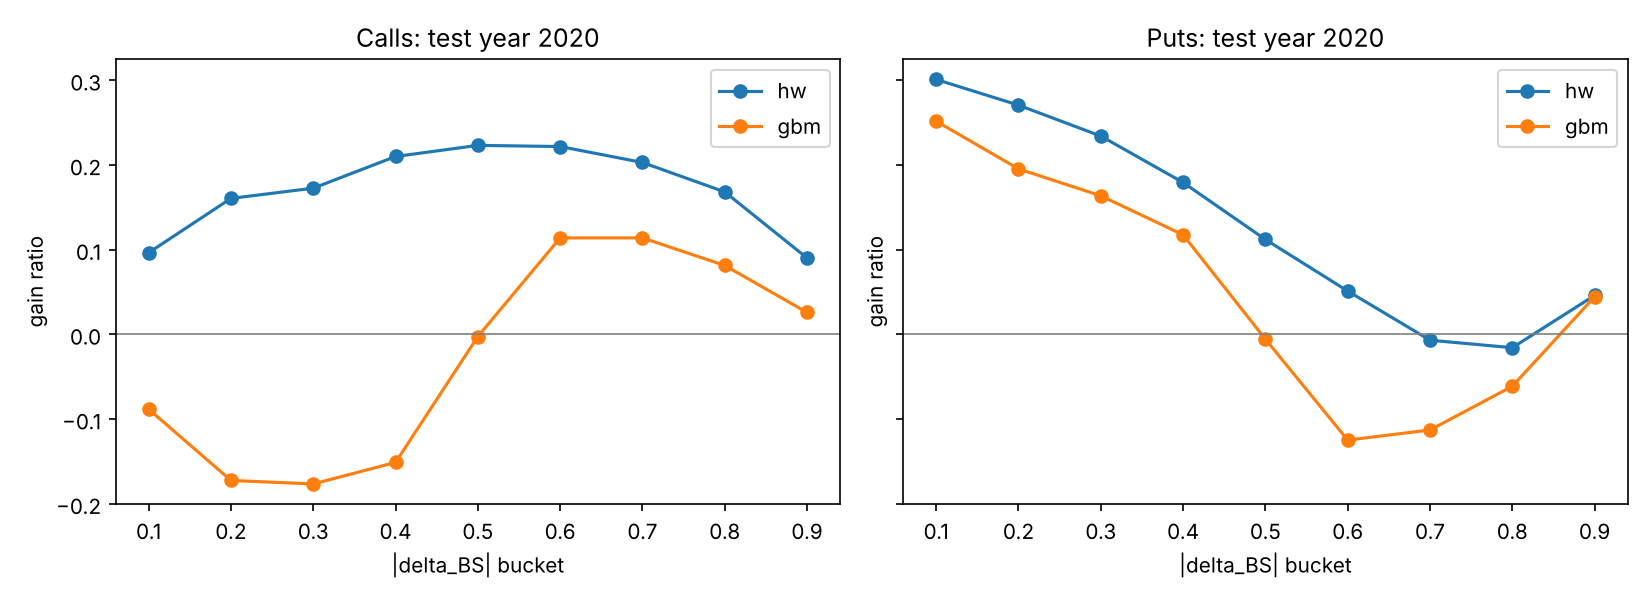 Calls: test year 2020
hw
gbm
gain ratio
0.3
0.2
0.1
0.0
−0.1
−0.2
0.1 0.2 0.3 0.4 0.5 0.6 0.7 0.8 0.9
|delta_BS| bucket
Puts: test year 2020
hw
gbm
gain ratio
0.1 0.2 0.3 0.4 0.5 0.6 0.7 0.8 0.9
|delta_BS| bucket